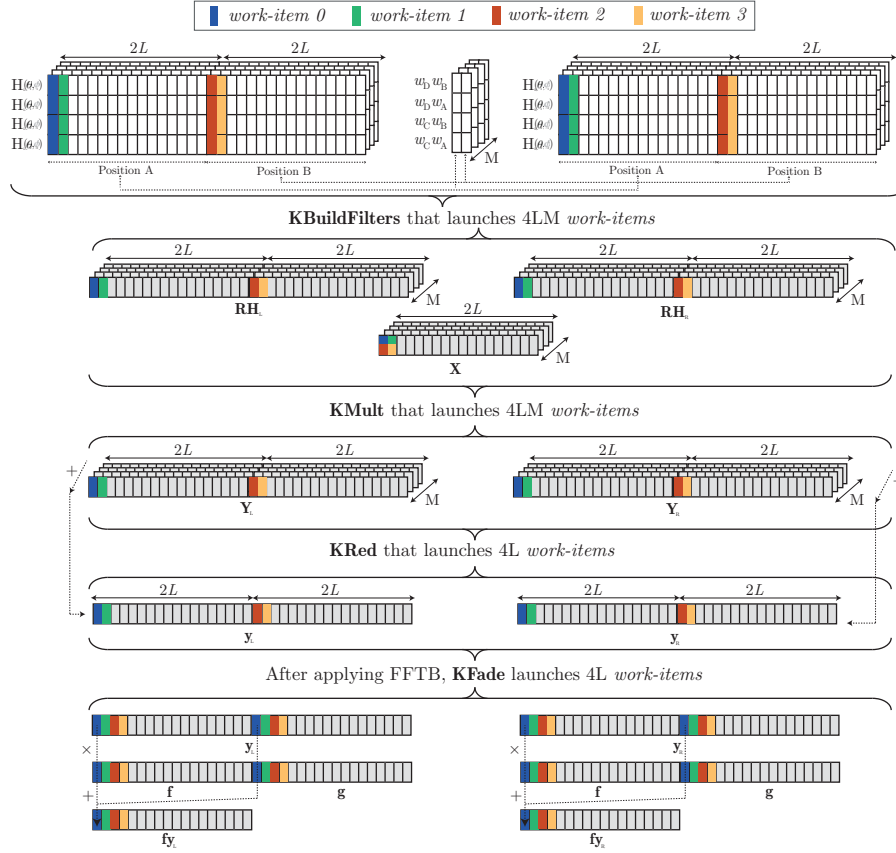 work-item 0 work-item 1 work-item 2 work-item 3
2L 2L 2L 2L
H( w_D w_B H(
H( w_D w_A H(
H( w_C w_B H(
H( w_C w_A H(
M
Position A Position B Position A Position B
KBuildFilters that launches 4LM work-items
2L 2L 2L 2L
M M
RH_L RH_R
2L
M
X
KMult that launches 4LM work-items
+ 2L 2L 2L 2L +
M M
Y_L Y_R
KRed that launches 4L work-items
2L 2L 2L 2L
y_L y_R
After applying FFTB, KFade launches 4L work-items
× y_L × y_R
+ f g + f g
fy_L fy_R